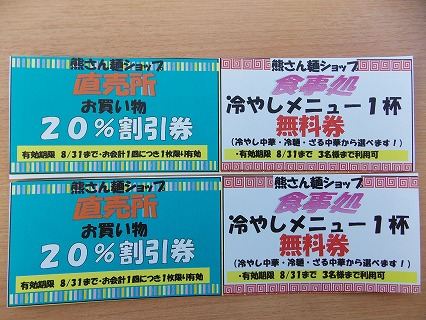 熊さん麺ショップ
直売所
お買い物
20%割引券
有効期限 8/31まで・お会計1回につき1枚限り有効
熊さん麺ショップ
食事処
冷やしメニュー1杯
無料券
(冷やし中華・冷麺・ざる中華から選べます!)
・有効期限 8/31まで 3名様まで利用可
熊さん麺ショップ
直売所
お買い物
20%割引券
有効期限 8/31まで・お会計1回につき1枚限り有効
熊さん麺ショップ
食事処
冷やしメニュー1杯
無料券
(冷やし中華・冷麺・ざる中華から選べます!)
・有効期限 8/31まで 3名様まで利用可